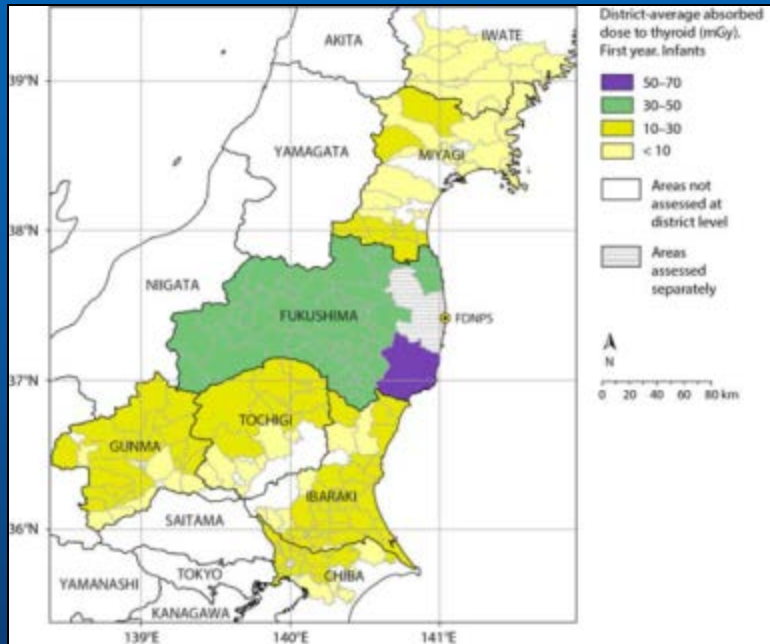 AKITA
IWATE
39°N
YAMAGATA
MIYAGI
38°N
NIIGATA
FUKUSHIMA
FDNPS
37°N
TOCHIGI
GUNMA
IBARAKI
36°N
SAITAMA
TOKYO
CHIBA
YAMANASHI
KANAGAWA
139°E
140°E
141°E
District-average absorbed
dose to thyroid (mGy).
First year. Infants
50–70
30–50
10–30
< 10
Areas not
assessed at
district level
Areas
assessed
separately
N
0 20 40 60 80 km